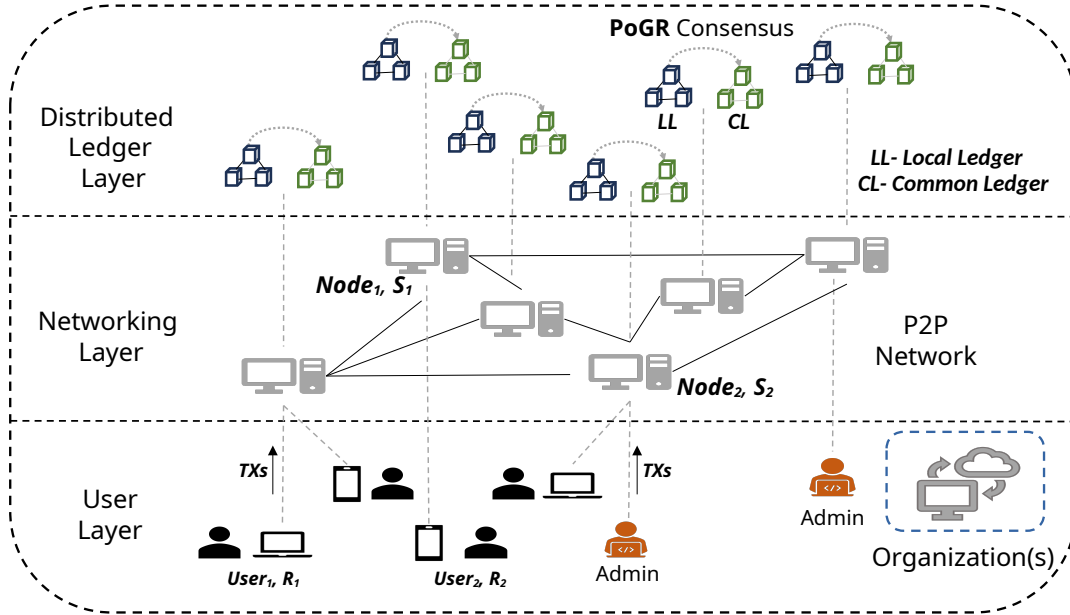 PoGR Consensus
Distributed
Ledger
Layer
LL
CL
LL- Local Ledger
CL- Common Ledger
Node₁, S₁
Networking
Layer
P2P
Network
Node₂, S₂
TXs
TXs
User
Layer
Admin
</>
User₁, R₁
User₂, R₂
Admin
</>
Organization(s)